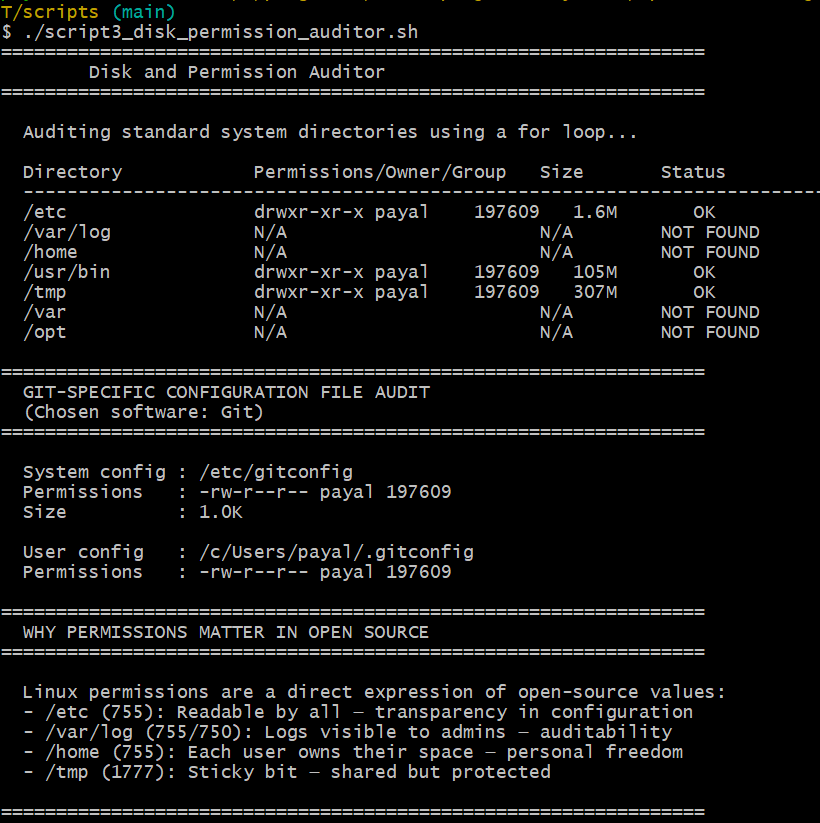 T/scripts (main)
$ ./script3_disk_permission_auditor.sh
================================================================
        Disk and Permission Auditor
================================================================

  Auditing standard system directories using a for loop...

  Directory            Permissions/Owner/Group   Size       Status
  -------------------------------------------------------------------------
  /etc                 drwxr-xr-x payal    197609   1.6M       OK
  /var/log             N/A                       N/A        NOT FOUND
  /home                N/A                       N/A        NOT FOUND
  /usr/bin             drwxr-xr-x payal    197609   105M       OK
  /tmp                 drwxr-xr-x payal    197609   307M       OK
  /var                 N/A                       N/A        NOT FOUND
  /opt                 N/A                       N/A        NOT FOUND

================================================================
  GIT-SPECIFIC CONFIGURATION FILE AUDIT
  (Chosen software: Git)
================================================================

  System config : /etc/gitconfig
  Permissions   : -rw-r--r-- payal 197609
  Size          : 1.0K

  User config   : /c/Users/payal/.gitconfig
  Permissions   : -rw-r--r-- payal 197609

================================================================
  WHY PERMISSIONS MATTER IN OPEN SOURCE
================================================================

  Linux permissions are a direct expression of open-source values:
  - /etc (755): Readable by all — transparency in configuration
  - /var/log (755/750): Logs visible to admins — auditability
  - /home (755): Each user owns their space — personal freedom
  - /tmp (1777): Sticky bit — shared but protected

================================================================